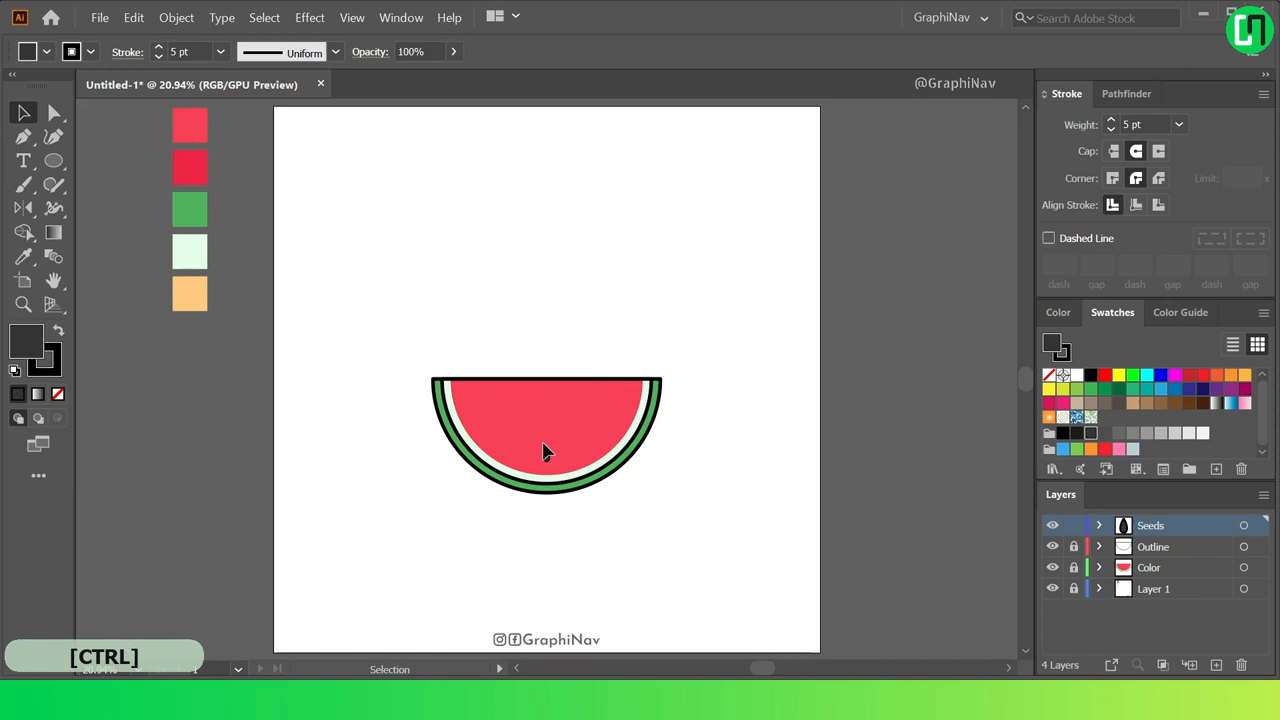 File Edit Object Type Select Effect View Window Help
GraphiNav
Search Adobe Stock
Stroke: 5 pt Uniform Opacity: 100%
Untitled-1* @ 20.94% (RGB/GPU Preview)
@GraphiNav
Stroke Pathfinder
Weight: 5 pt
Cap:
Corner: Limit: x
Align Stroke:
Dashed Line
dash gap dash gap dash gap
Color Swatches Color Guide
Layers
Seeds
Outline
Color
Layer 1
4 Layers
GraphiNav
[CTRL]
20.94% 1 Selection